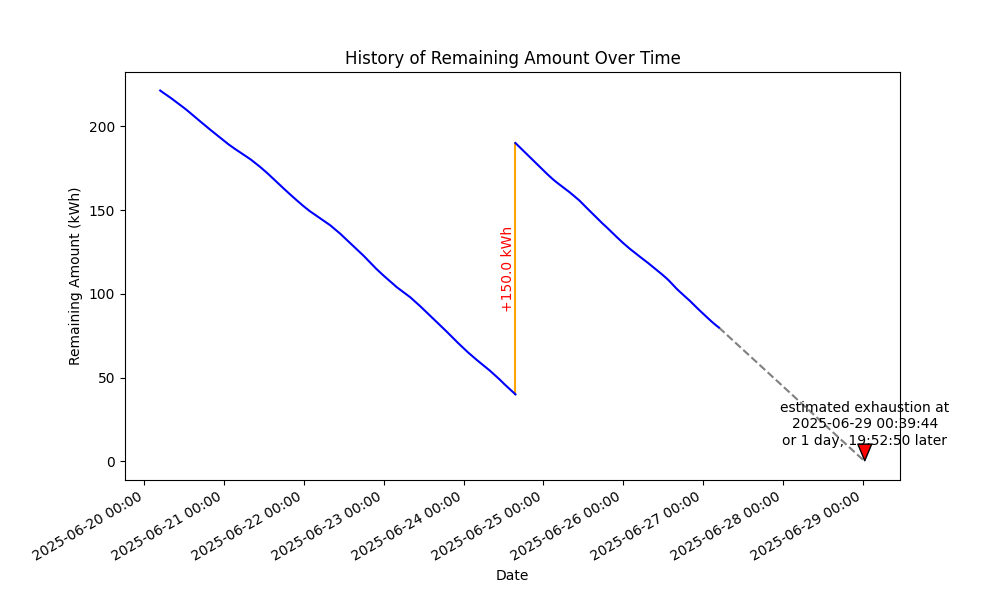 History of Remaining Amount Over Time
Remaining Amount (kWh)
200
150
100
50
0
+150.0 kWh
estimated exhaustion at
2025-06-29 00:39:44
or 1 day, 19:52:50 later
2025-06-20 00:00
2025-06-21 00:00
2025-06-22 00:00
2025-06-23 00:00
2025-06-24 00:00
2025-06-25 00:00
2025-06-26 00:00
2025-06-27 00:00
2025-06-28 00:00
2025-06-29 00:00
Date